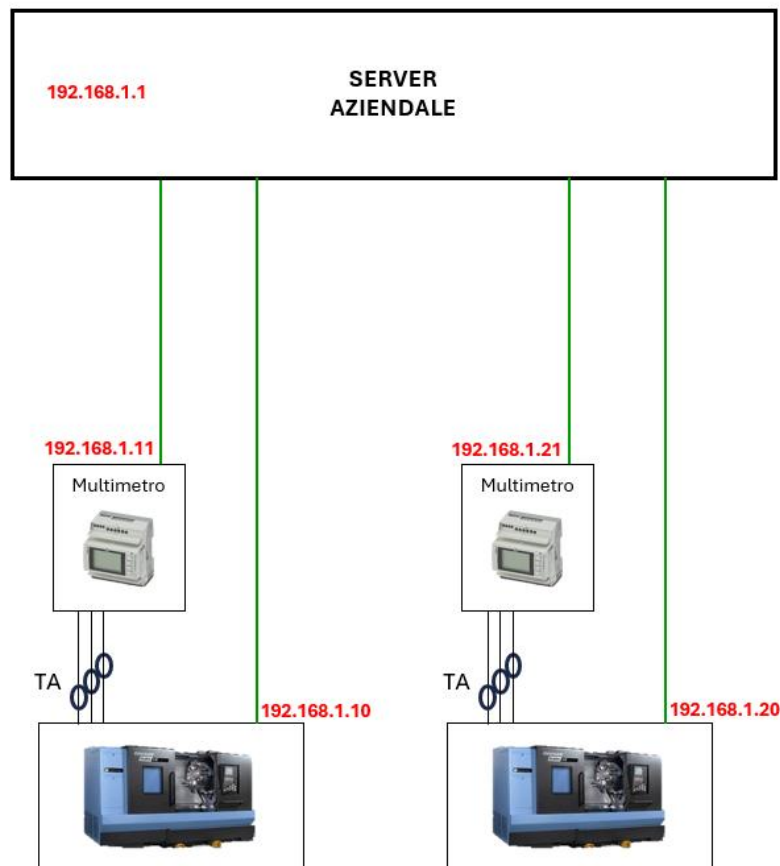 192.168.1.1
SERVER
AZIENDALE
192.168.1.11
192.168.1.21
Multimetro
Multimetro
TA
TA
192.168.1.10
192.168.1.20